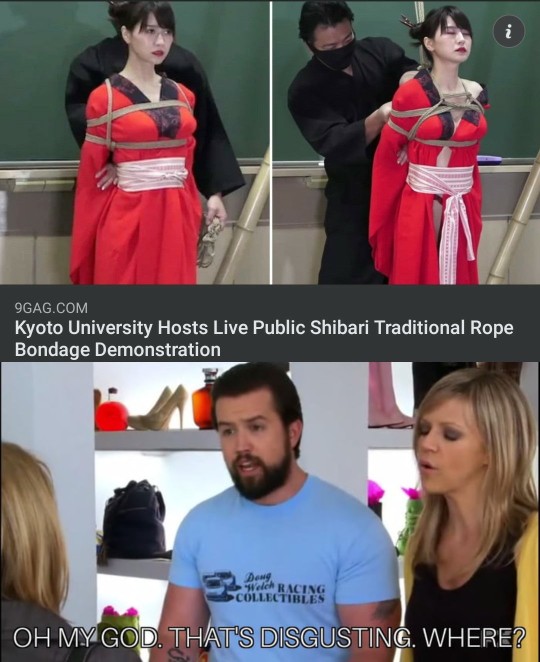 i
9GAG.COM
Kyoto University Hosts Live Public Shibari Traditional Rope
Bondage Demonstration
Doug
Welch RACING
COLLECTIBLES
OH MY GOD. THAT'S DISGUSTING. WHERE?